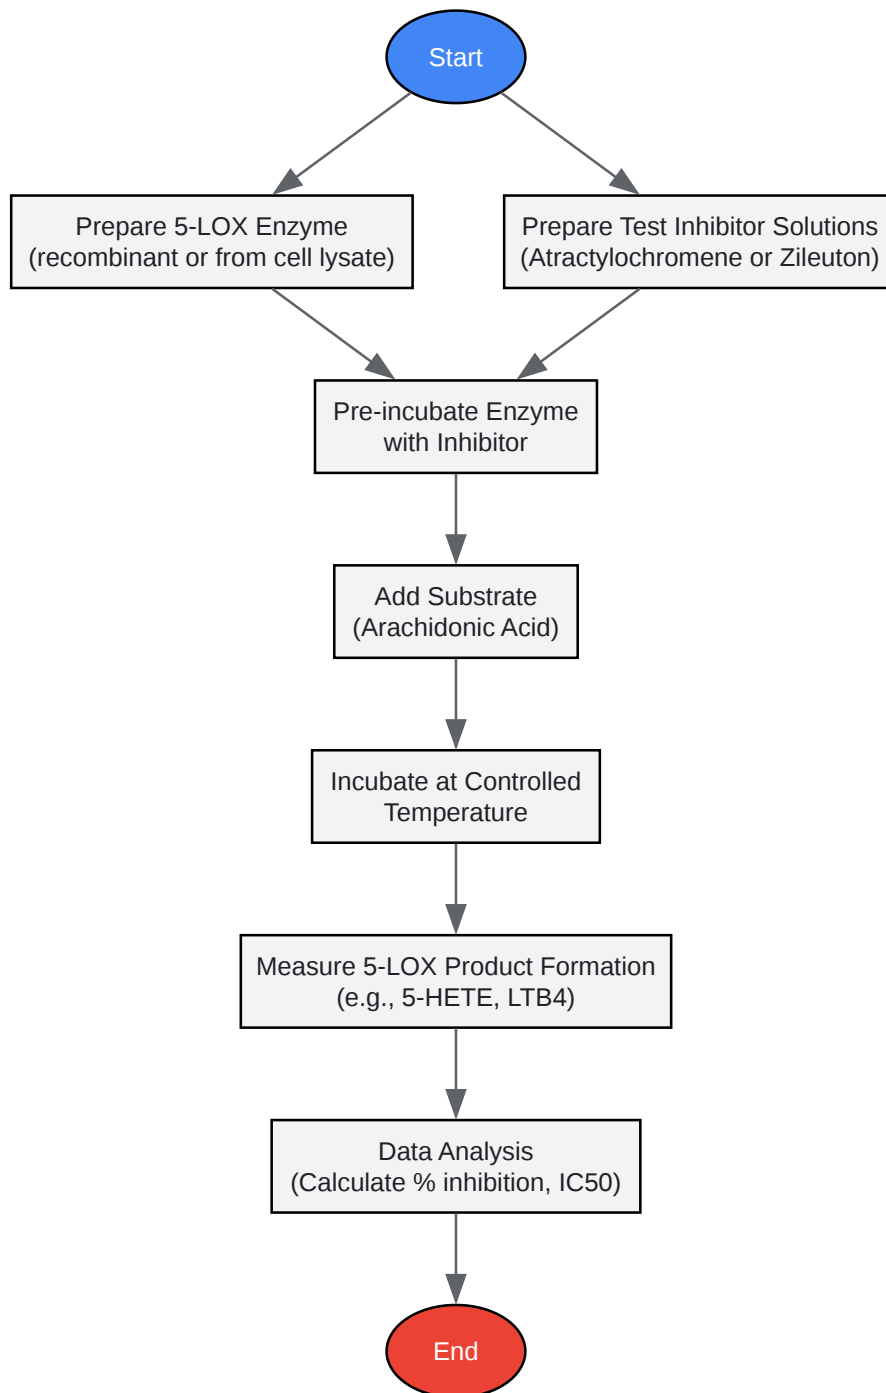 Start
Prepare 5-LOX Enzyme
(recombinant or from cell lysate)
Prepare Test Inhibitor Solutions
(Atractylochromene or Zileuton)
Pre-incubate Enzyme
with Inhibitor
Add Substrate
(Arachidonic Acid)
Incubate at Controlled
Temperature
Measure 5-LOX Product Formation
(e.g., 5-HETE, LTB4)
Data Analysis
(Calculate % inhibition, IC50)
End